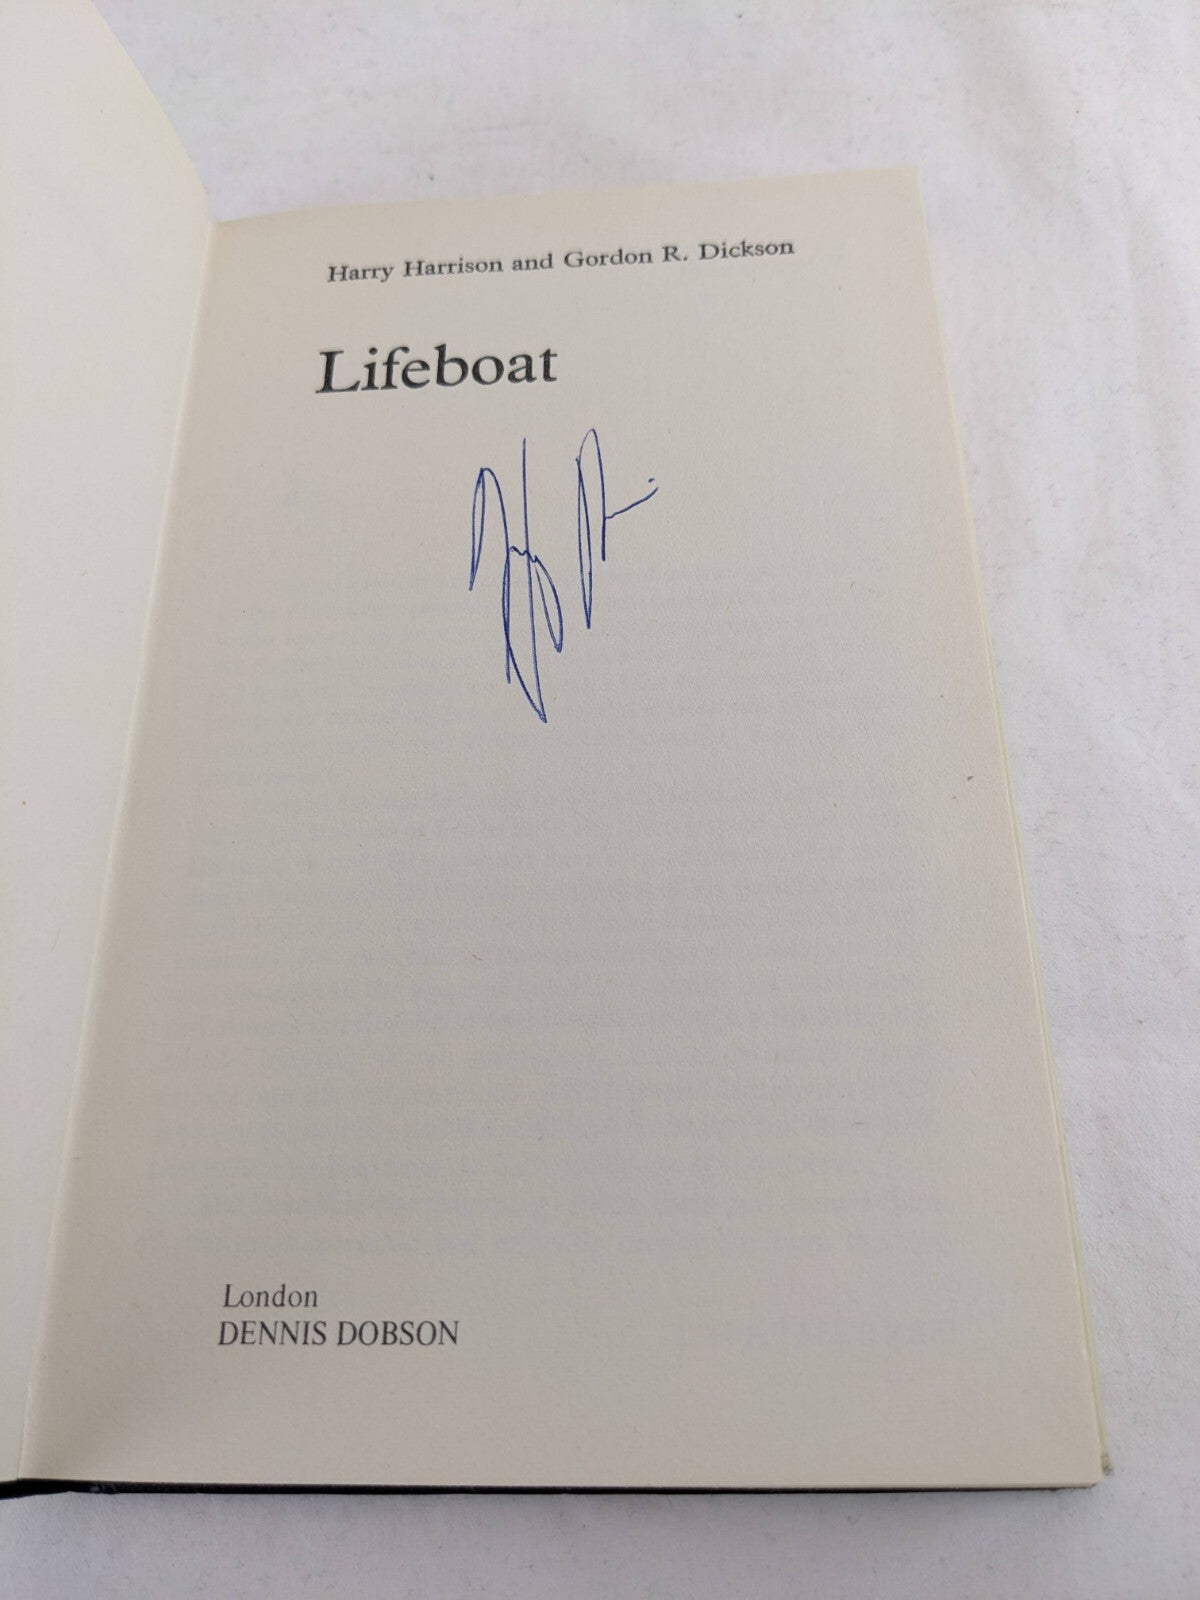 Harry Harrison and Gordon R. Dickson
Lifeboat
London
DENNIS DOBSON